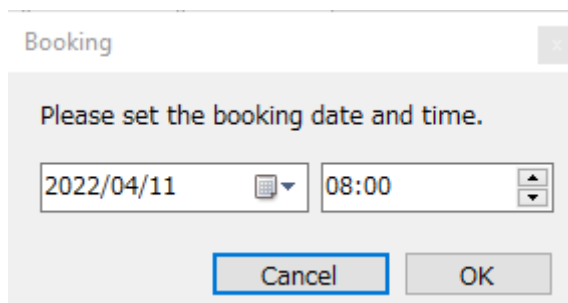 Booking
Please set the booking date and time.
2022/04/11 08:00
Cancel OK